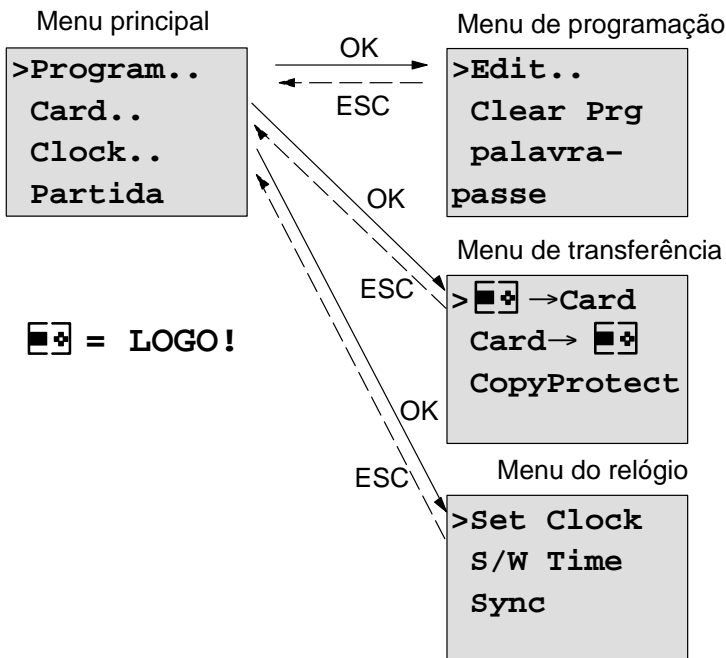 Menu principal
>Program..
Card..
Clock..
Partida
OK
ESC
Menu de programação
>Edit..
Clear Prg
palavra-
passe
OK
ESC
Menu de transferência
> →Card
Card→
CopyProtect
= LOGO!
OK
ESC
Menu do relógio
>Set Clock
S/W Time
Sync